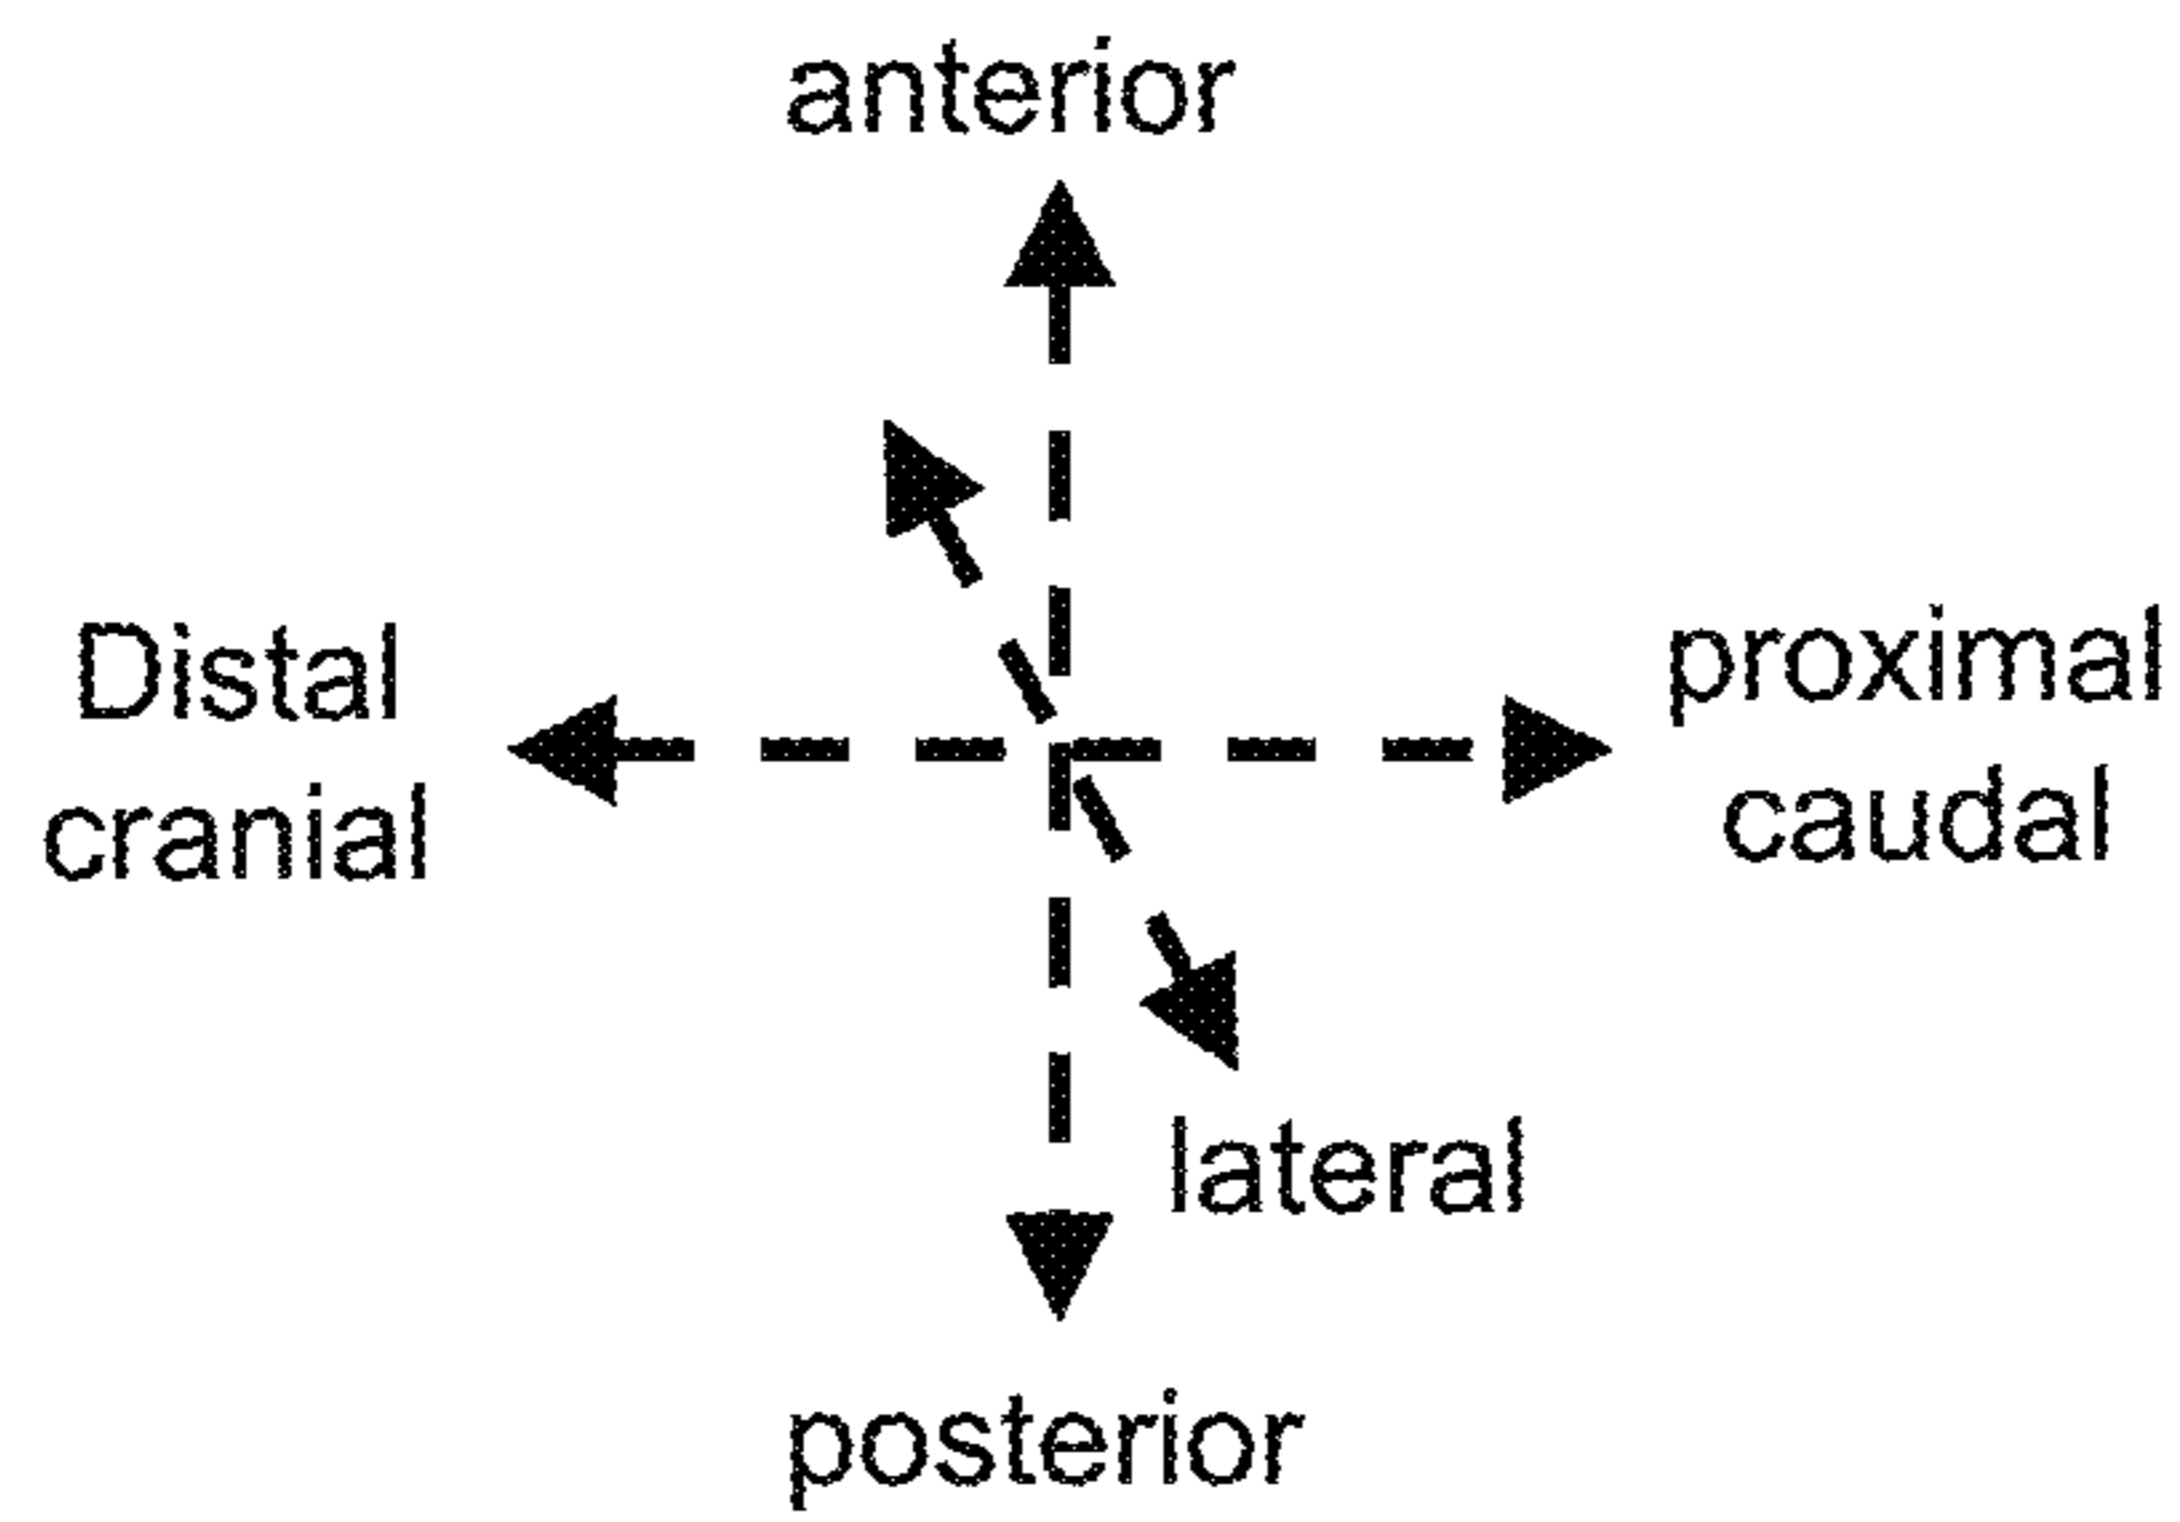 anterior
Distal
cranial
proximal
caudal
lateral
posterior